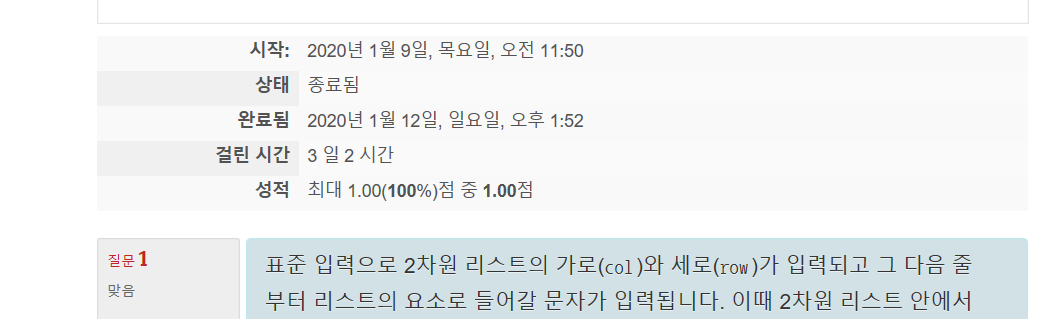 시작: 2020년 1월 9일, 목요일, 오전 11:50
상태 종료됨
완료됨 2020년 1월 12일, 일요일, 오후 1:52
걸린 시간 3 일 2 시간
성적 최대 1.00(100%)점 중 1.00점
질문 1
맞음
표준 입력으로 2차원 리스트의 가로(col)와 세로(row)가 입력되고 그 다음 줄
부터 리스트의 요소로 들어갈 문자가 입력됩니다. 이때 2차원 리스트 안에서